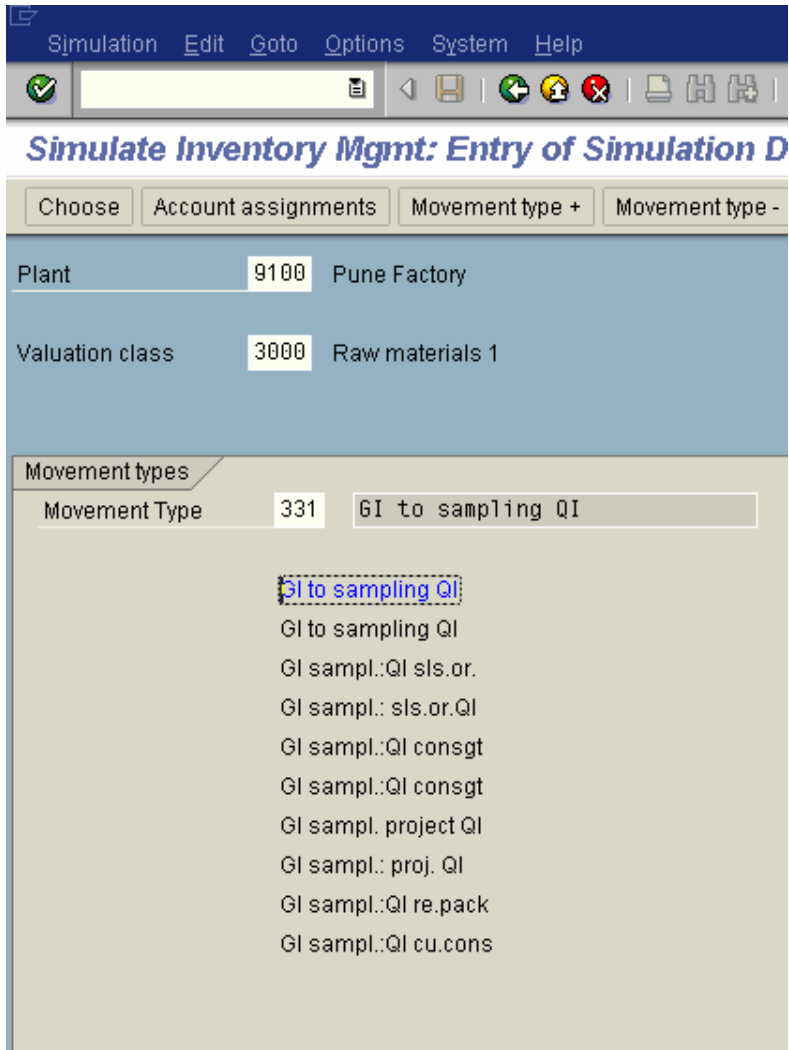 Simulation Edit Goto Options System Help
Simulate Inventory Mgmt: Entry of Simulation D
Choose Account assignments Movement type + Movement type -
Plant 9100 Pune Factory
Valuation class 3000 Raw materials 1
Movement types
Movement Type 331 GI to sampling QI
GI to sampling QI
GI to sampling QI
GI sampl.:QI sls.or.
GI sampl.: sls.or.QI
GI sampl.:QI consgt
GI sampl.:QI consgt
GI sampl. project QI
GI sampl.: proj. QI
GI sampl.:QI re.pack
GI sampl.:QI cu.cons